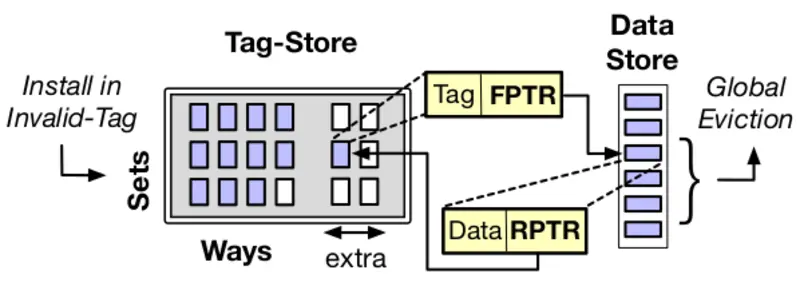 Tag-Store
Data
Store
Install in
Invalid-Tag
Tag FPTR
Global
Eviction
Sets
Data RPTR
Ways
extra